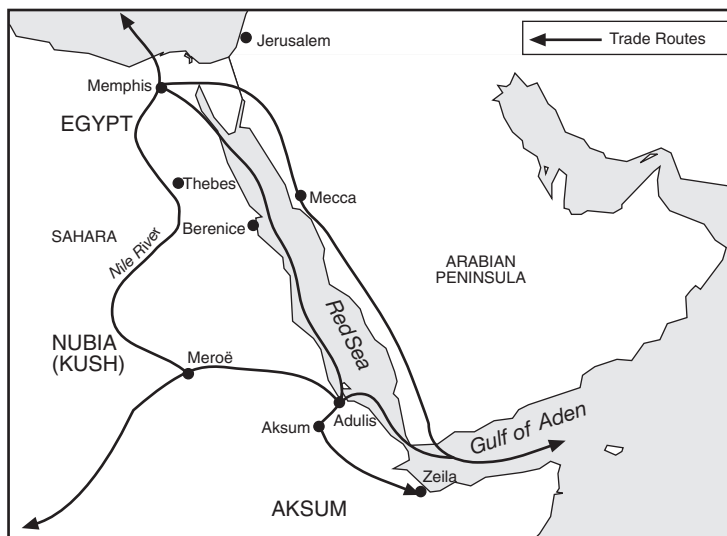 Jerusalem
Trade Routes
Memphis
EGYPT
Thebes
Mecca
Berenice
SAHARA
Nile River
ARABIAN
PENINSULA
Red Sea
NUBIA
(KUSH)
Meroë
Adulis
Aksum
Gulf of Aden
Zeila
AKSUM